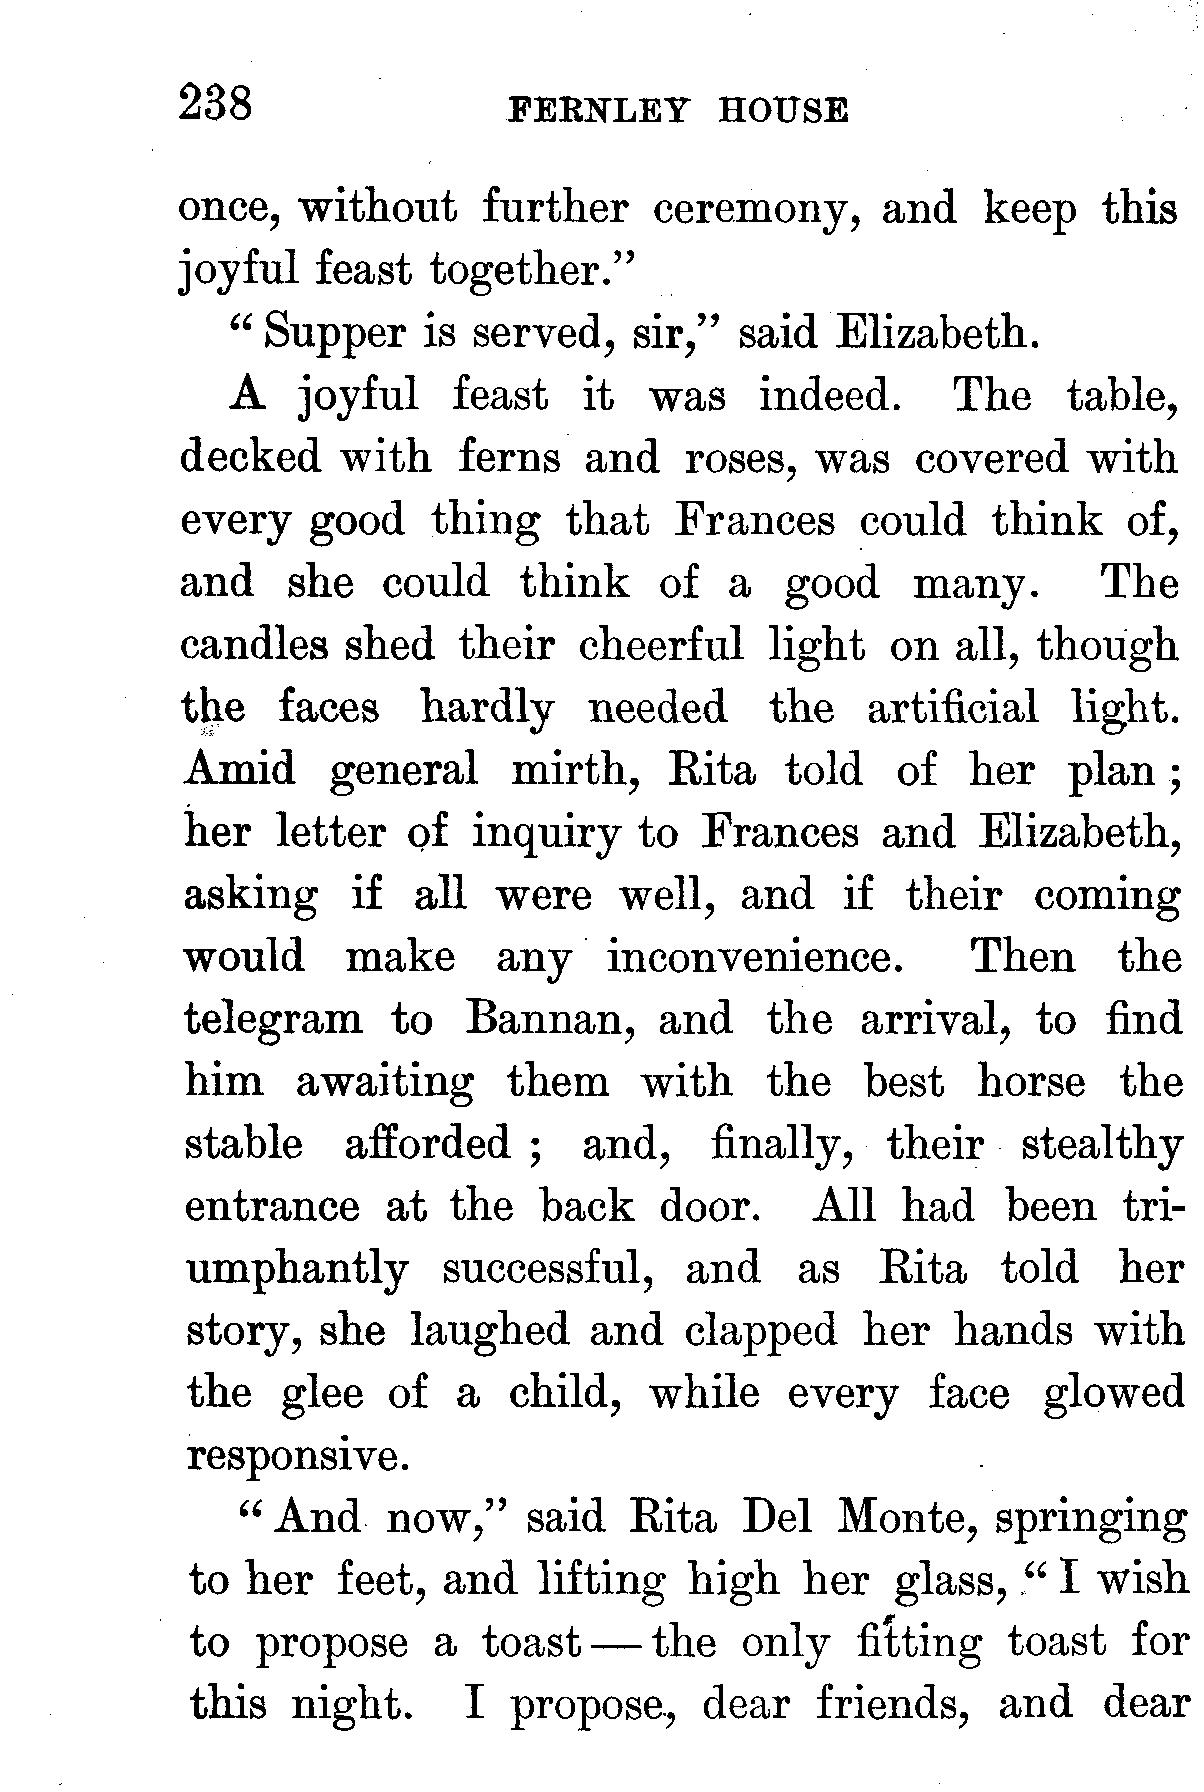 238 FERNLEY HOUSE
once, without further ceremony, and keep this
joyful feast together.”
“ Supper is served, sir,” said Elizabeth.
A joyful feast it was indeed. The table,
decked with ferns and roses, was covered with
every good thing that Frances could think of,
and she could think of a good many. The
candles shed their cheerful light on all, though
the faces hardly needed the artificial light.
Amid general mirth, Rita told of her plan ;
her letter of inquiry to Frances and Elizabeth,
asking if all were well, and if their coming
would make any inconvenience. Then the
telegram to Bannan, and the arrival, to find
him awaiting them with the best horse the
stable afforded ; and, finally, their stealthy
entrance at the back door. All had been tri-
umphantly successful, and as Rita told her
story, she laughed and clapped her hands with
the glee of a child, while every face glowed
responsive.
“ And now,” said Rita Del Monte, springing
to her feet, and lifting high her glass, “ I wish
to propose a toast — the only fitting toast for
this night. I propose, dear friends, and dear